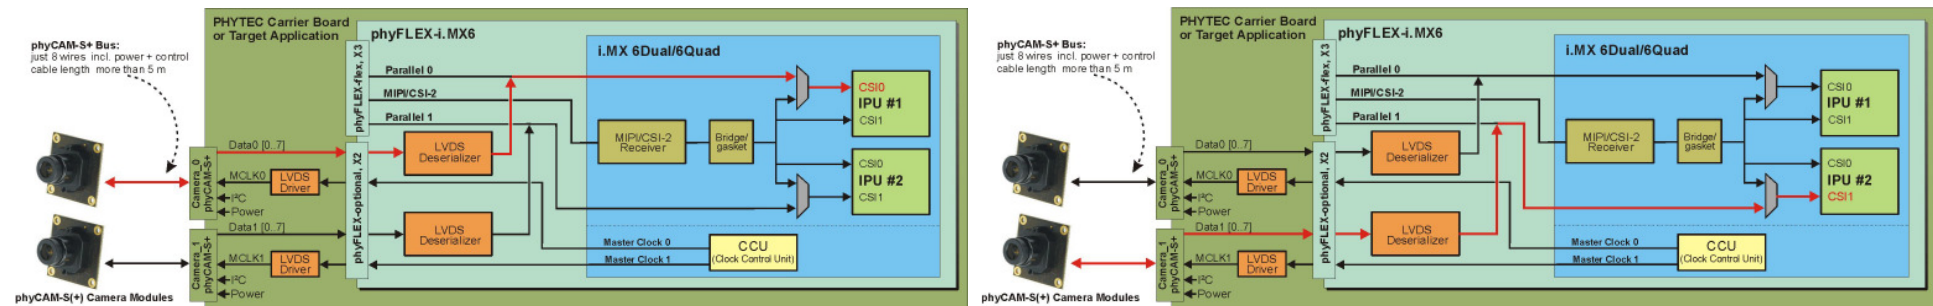 PHYTEC Carrier Board
or Target Application
phyFLEX-i.MX6
phyCAM-S+ Bus:
just 8 wires incl. power + control
cable length more than 5 m
i.MX 6Dual/6Quad
phyFLEX-flex, X3
Parallel 0
MIPI/CSI-2
Parallel 1
CSI0
IPU #1
CSI1
MIPI/CSI-2
Receiver
Bridge/
gasket
LVDS
Deserializer
Data0 [0..7]
Camera_0
phyCAM-S+
MCLK0
LVDS
Driver
I²C
Power
phyFLEX-optional, X2
CSI0
IPU #2
CSI1
LVDS
Deserializer
Data1 [0..7]
Camera_1
phyCAM-S+
MCLK1
LVDS
Driver
I²C
Power
Master Clock 0
Master Clock 1
CCU
(Clock Control Unit)
phyCAM-S(+) Camera Modules
PHYTEC Carrier Board
or Target Application
phyFLEX-i.MX6
phyCAM-S+ Bus:
just 8 wires incl. power + control
cable length more than 5 m
i.MX 6Dual/6Quad
phyFLEX-flex, X3
Parallel 0
MIPI/CSI-2
Parallel 1
CSI0
IPU #1
CSI1
MIPI/CSI-2
Receiver
Bridge/
gasket
LVDS
Deserializer
Data0 [0..7]
Camera_0
phyCAM-S+
MCLK0
LVDS
Driver
I²C
Power
phyFLEX-optional, X2
CSI0
IPU #2
CSI1
LVDS
Deserializer
Data1 [0..7]
Camera_1
phyCAM-S+
MCLK1
LVDS
Driver
I²C
Power
Master Clock 0
Master Clock 1
CCU
(Clock Control Unit)
phyCAM-S(+) Camera Modules